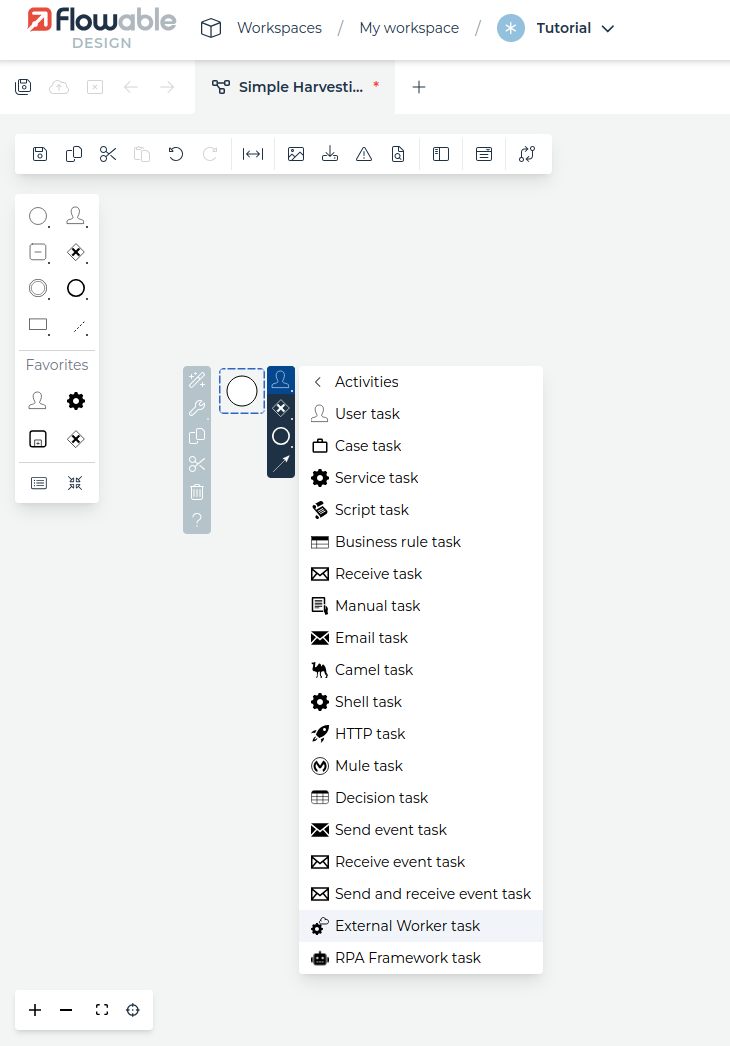 flowable
DESIGN
Workspaces / My workspace / Tutorial
Simple Harvesti... *
Favorites
Activities
User task
Case task
Service task
Script task
Business rule task
Receive task
Manual task
Email task
Camel task
Shell task
HTTP task
Mule task
Decision task
Send event task
Receive event task
Send and receive event task
External Worker task
RPA Framework task